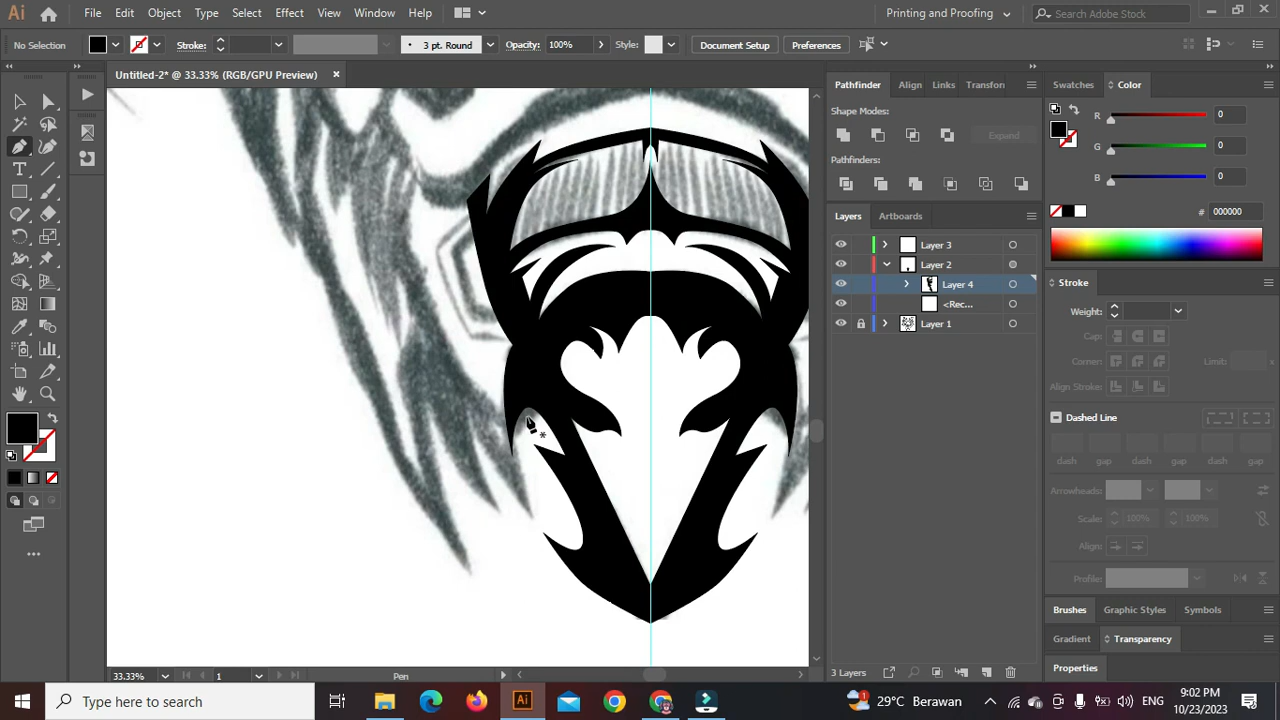 Ai File Edit Object Type Select Effect View Window Help Printing and Proofing Search Adobe Stock
No Selection Stroke: 3 pt. Round Opacity: 100% Style: Document Setup Preferences
Untitled-2* @ 33.33% (RGB/GPU Preview)
Pathfinder Align Links Transfon Swatches Color
Shape Modes:
Expand
Pathfinders:
R 0
G 0
B 0
# 000000
Layers Artboards
Layer 3
Layer 2
Layer 4
<Rec...
Layer 1
Stroke
Weight:
Cap:
Corner: Limit:
Align Stroke:
Dashed Line
dash gap dash gap dash gap
Arrowheads:
Scale: 100% 100%
Align:
Profile:
Brushes Graphic Styles Symbols
Gradient Transparency
Properties
33.33% 1 Pen 3 Layers
Type here to search Ai 1 29°C Berawan ENG 9:02 PM 10/23/2023